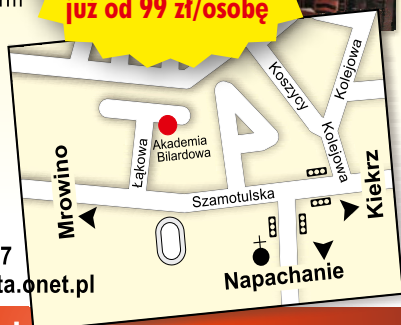 już od 99 zł/osobę
Koszycy
Kolejowa
Kolejowa
Akademia
Bilardowa
Łąkowa
Mrowino
Szamotulska
Kiekrz
Napachanie
7
ta.onet.pl